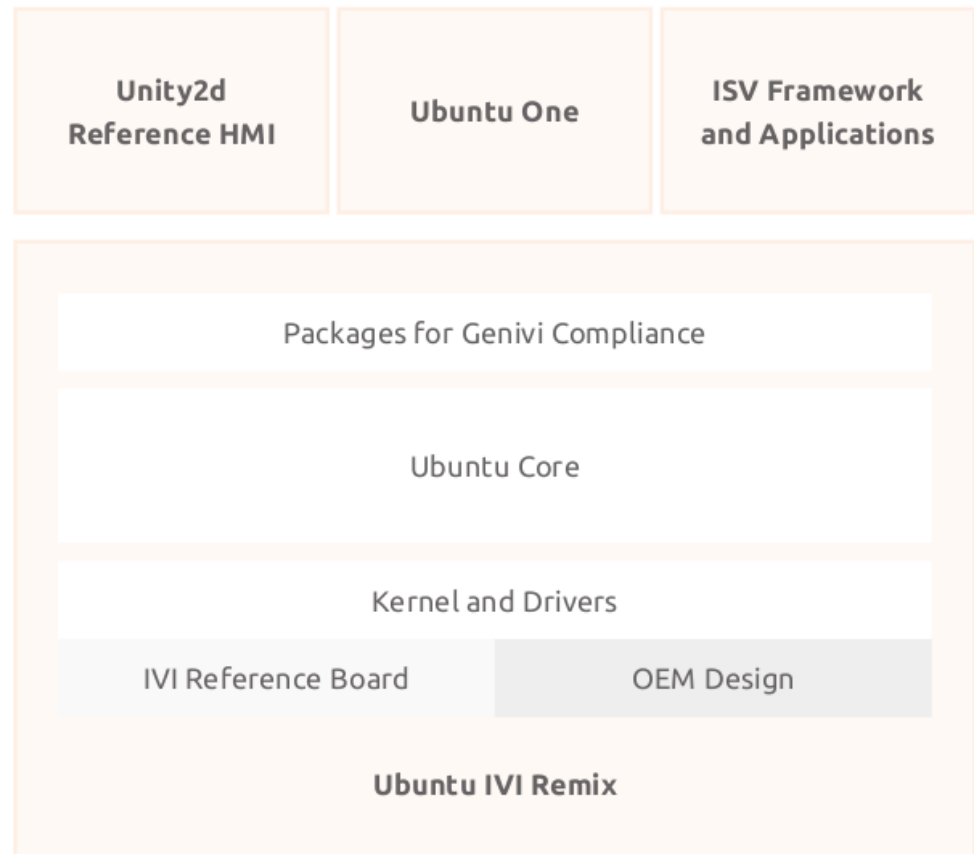 Unity2d
Reference HMI
Ubuntu One
ISV Framework
and Applications
Packages for Genivi Compliance
Ubuntu Core
Kernel and Drivers
IVI Reference Board
OEM Design
Ubuntu IVI Remix